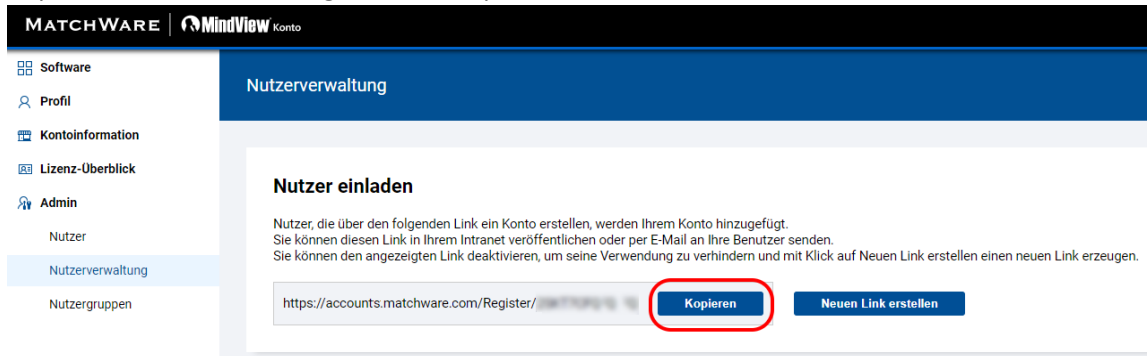 MATCHWARE | MindView Konto
Software
Profil
Kontoinformation
Lizenz-Überblick
Admin
Nutzer
Nutzerverwaltung
Nutzergruppen
Nutzerverwaltung
Nutzer einladen
Nutzer, die über den folgenden Link ein Konto erstellen, werden Ihrem Konto hinzugefügt.
Sie können diesen Link in Ihrem Intranet veröffentlichen oder per E-Mail an Ihre Benutzer senden.
Sie können den angezeigten Link deaktivieren, um seine Verwendung zu verhindern und mit Klick auf Neuen Link erstellen einen neuen Link erzeugen.
https://accounts.matchware.com/Register/ Kopieren Neuen Link erstellen